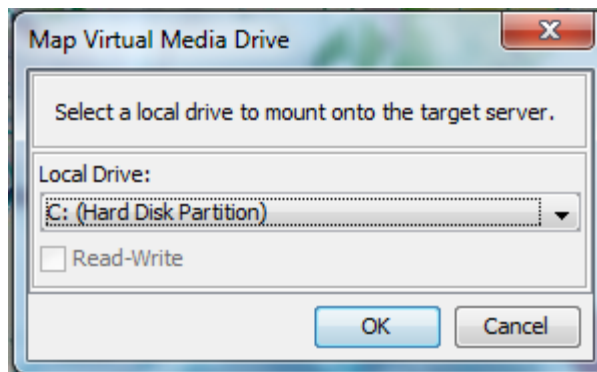 Map Virtual Media Drive
Select a local drive to mount onto the target server.
Local Drive:
C: (Hard Disk Partition)
Read-Write
OK
Cancel